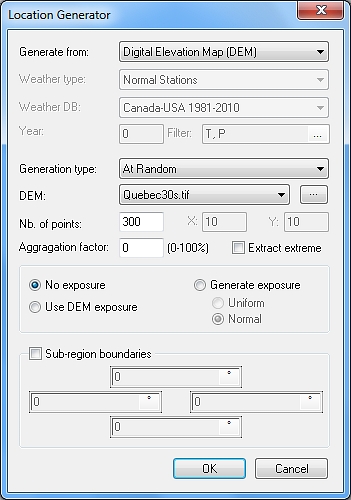 Location Generator
Generate from: Digital Elevation Map (DEM)
Weather type: Normal Stations
Weather DB: Canada-USA 1981-2010
Year: 0 Filter: T, P ...
Generation type: At Random
DEM: Quebec30s.tif ...
Nb. of points: 300 X: 10 Y: 10
Aggragation factor: 0 (0-100%) Extract extreme
No exposure Generate exposure
Use DEM exposure Uniform
Normal
Sub-region boundaries
0 °
0 ° 0 °
0 °
OK Cancel